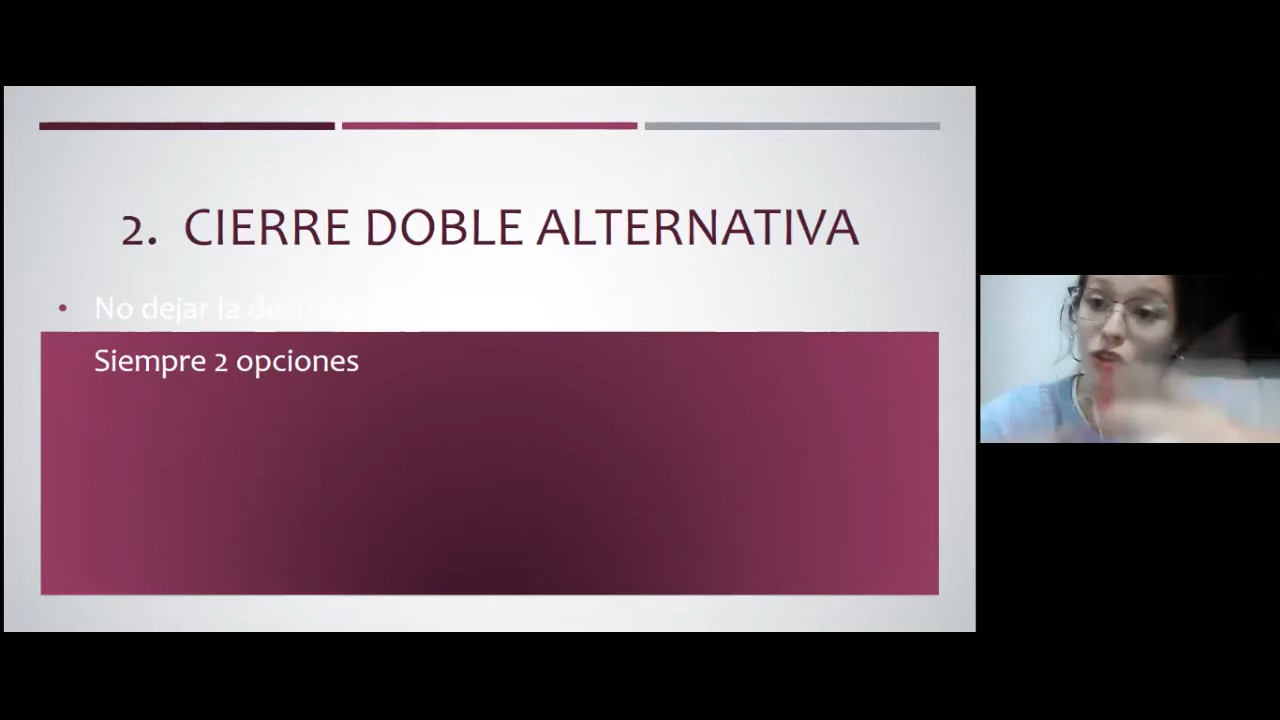 2. CIERRE DOBLE ALTERNATIVA
• No dejar la
Siempre 2 opciones